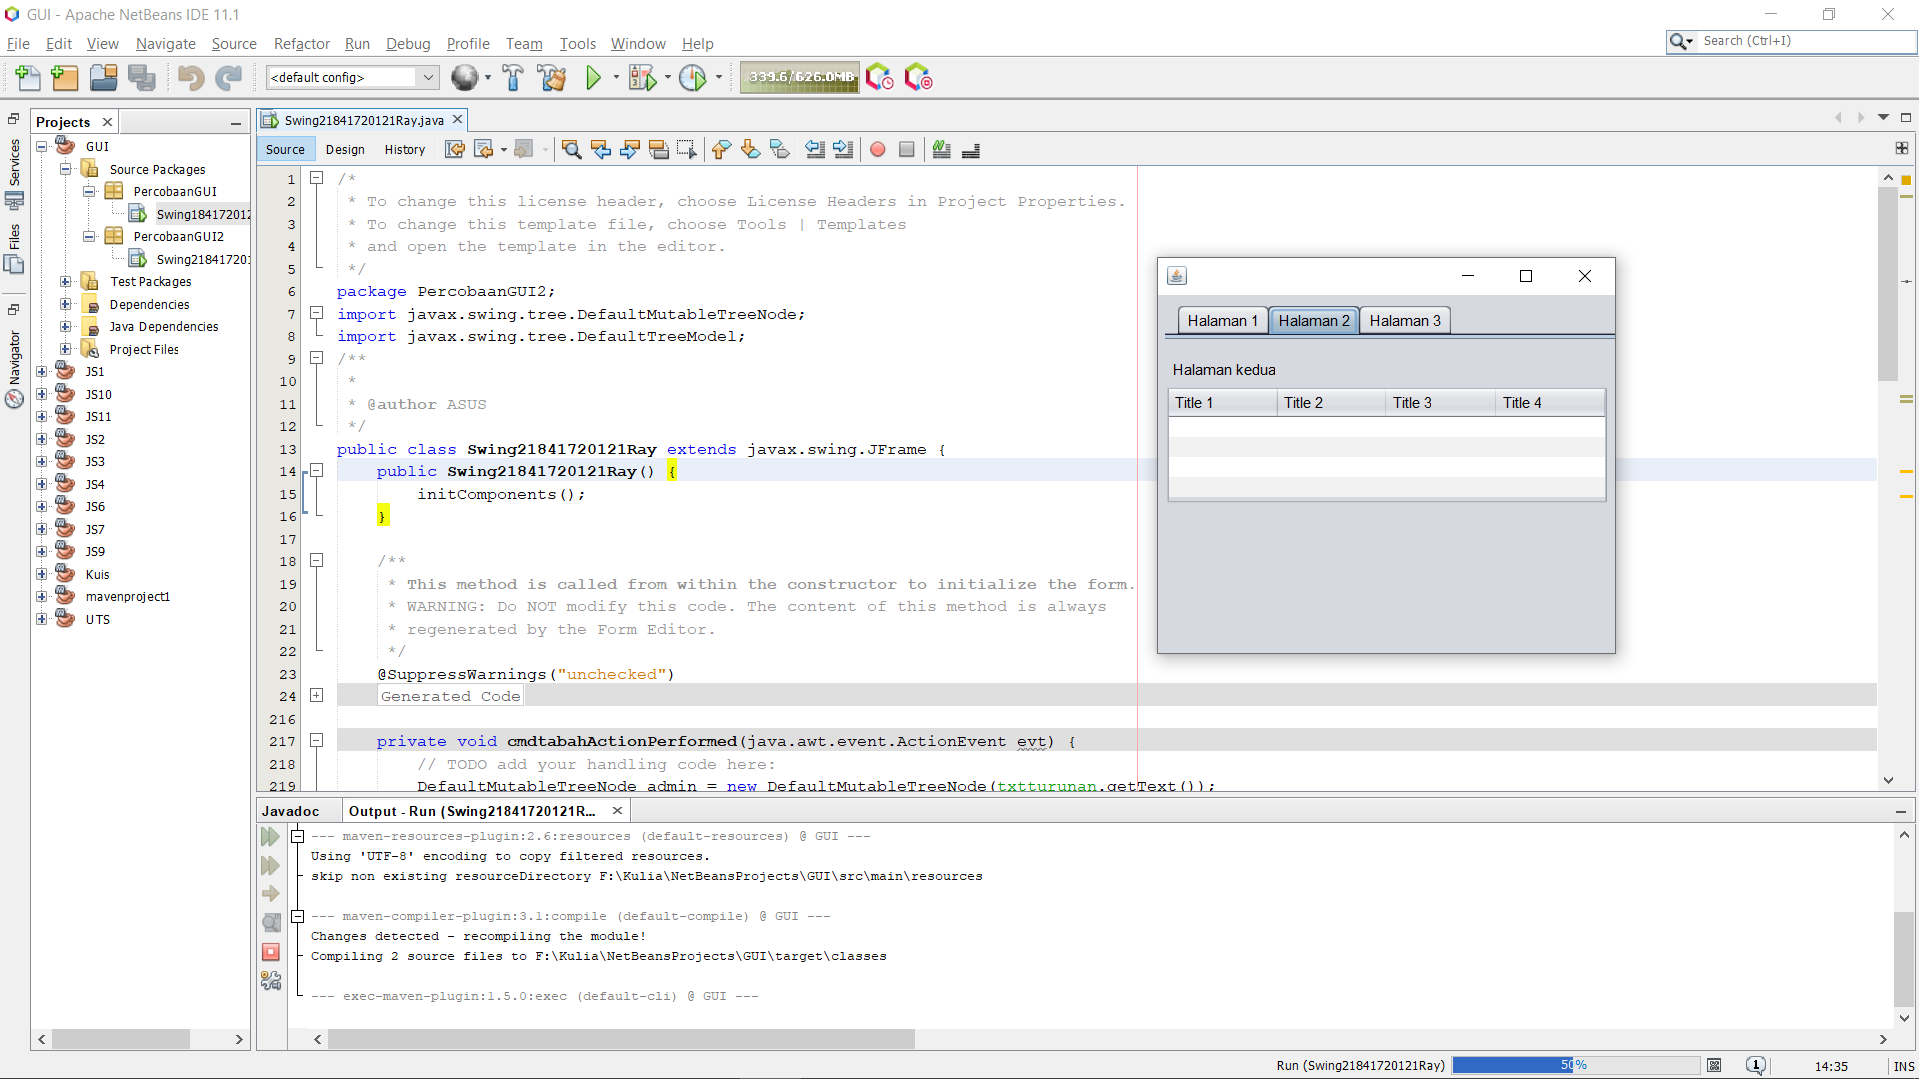 GUI - Apache NetBeans IDE 11.1
File Edit View Navigate Source Refactor Run Debug Profile Team Tools Window Help
Search (Ctrl+I)
<default config>
339.6/626.0MB
Projects
Services
Files
Navigator
GUI
Source Packages
PercobaanGUI
Swing184172012
PercobaanGUI2
Swing218417201
Test Packages
Dependencies
Java Dependencies
Project Files
JS1
JS10
JS11
JS2
JS3
JS4
JS6
JS7
JS9
Kuis
mavenproject1
UTS
Swing21841720121Ray.java
Source Design History
1 /*
2 * To change this license header, choose License Headers in Project Properties.
3 * To change this template file, choose Tools | Templates
4 * and open the template in the editor.
5 */
6 package PercobaanGUI2;
7 import javax.swing.tree.DefaultMutableTreeNode;
8 import javax.swing.tree.DefaultTreeModel;
9 /**
10 *
11 * @author ASUS
12 */
13 public class Swing21841720121Ray extends javax.swing.JFrame {
14 public Swing21841720121Ray() {
15 initComponents();
16 }
17
18 /**
19 * This method is called from within the constructor to initialize the form.
20 * WARNING: Do NOT modify this code. The content of this method is always
21 * regenerated by the Form Editor.
22 */
23 @SuppressWarnings("unchecked")
24 Generated Code
216
217 private void cmdtabahActionPerformed(java.awt.event.ActionEvent evt) {
218 // TODO add your handling code here:
219 DefaultMutableTreeNode admin = new DefaultMutableTreeNode(txtturunan.getText());
Halaman 1 Halaman 2 Halaman 3
Halaman kedua
Title 1 Title 2 Title 3 Title 4
Javadoc
Output - Run (Swing21841720121R...
--- maven-resources-plugin:2.6:resources (default-resources) @ GUI ---
Using 'UTF-8' encoding to copy filtered resources.
skip non existing resourceDirectory F:\Kulia\NetBeansProjects\GUI\src\main\resources
--- maven-compiler-plugin:3.1:compile (default-compile) @ GUI ---
Changes detected - recompiling the module!
Compiling 2 source files to F:\Kulia\NetBeansProjects\GUI\target\classes
--- exec-maven-plugin:1.5.0:exec (default-cli) @ GUI ---
Run (Swing21841720121Ray)
50%
1
14:35
INS